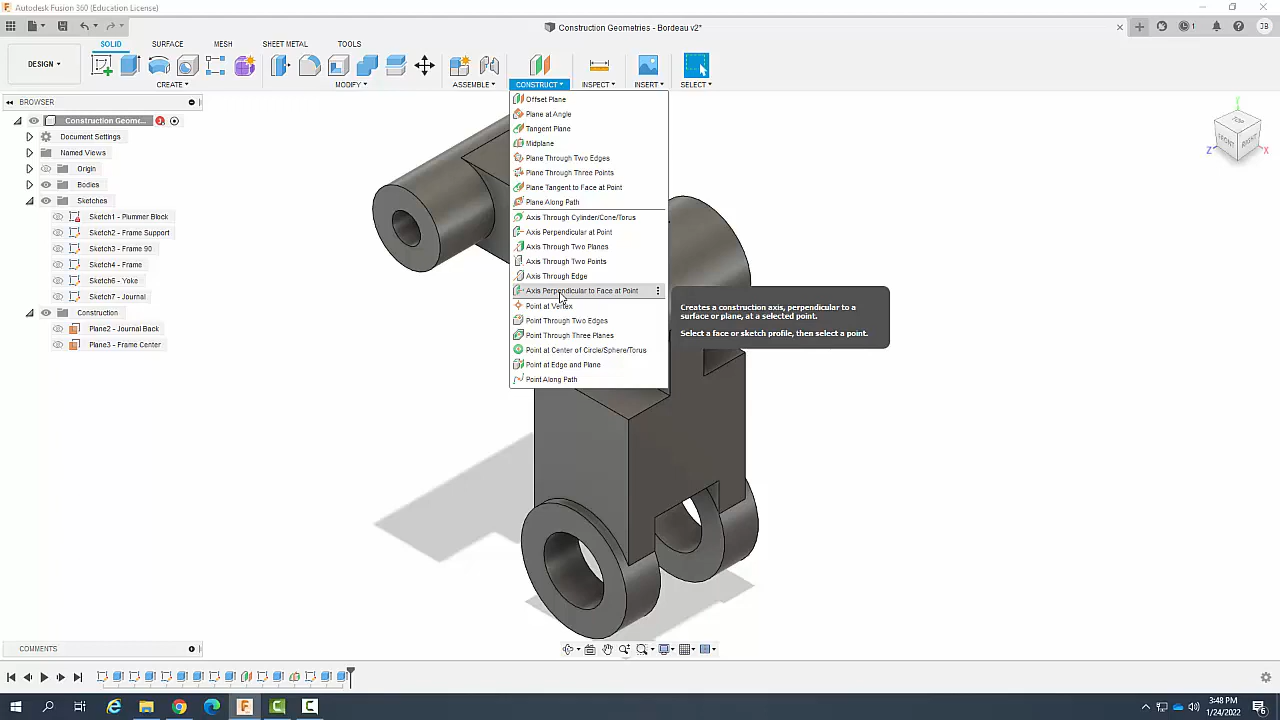 Autodesk Fusion 360 (Education License)
Construction Geometries - Bordeau v2*
1
JB
DESIGN
SOLID
SURFACE
MESH
SHEET METAL
TOOLS
CREATE
MODIFY
ASSEMBLE
CONSTRUCT
INSPECT
INSERT
SELECT
BROWSER
Construction Geome...
Document Settings
Named Views
Origin
Bodies
Sketches
Sketch1 - Plummer Block
Sketch2 - Frame Support
Sketch3 - Frame 90
Sketch4 - Frame
Sketch6 - Yoke
Sketch7 - Journal
Construction
Plane2 - Journal Back
Plane3 - Frame Center
Offset Plane
Plane at Angle
Tangent Plane
Midplane
Plane Through Two Edges
Plane Through Three Points
Plane Tangent to Face at Point
Plane Along Path
Axis Through Cylinder/Cone/Torus
Axis Perpendicular at Point
Axis Through Two Planes
Axis Through Two Points
Axis Through Edge
Axis Perpendicular to Face at Point
Point at Vertex
Point Through Two Edges
Point Through Three Planes
Point at Center of Circle/Sphere/Torus
Point at Edge and Plane
Point Along Path
Creates a construction axis, perpendicular to a
surface or plane, at a selected point.
Select a face or sketch profile, then select a point.
Y
TOP
FRONT
RIGHT
Z
X
COMMENTS
3:48 PM
1/24/2022
6